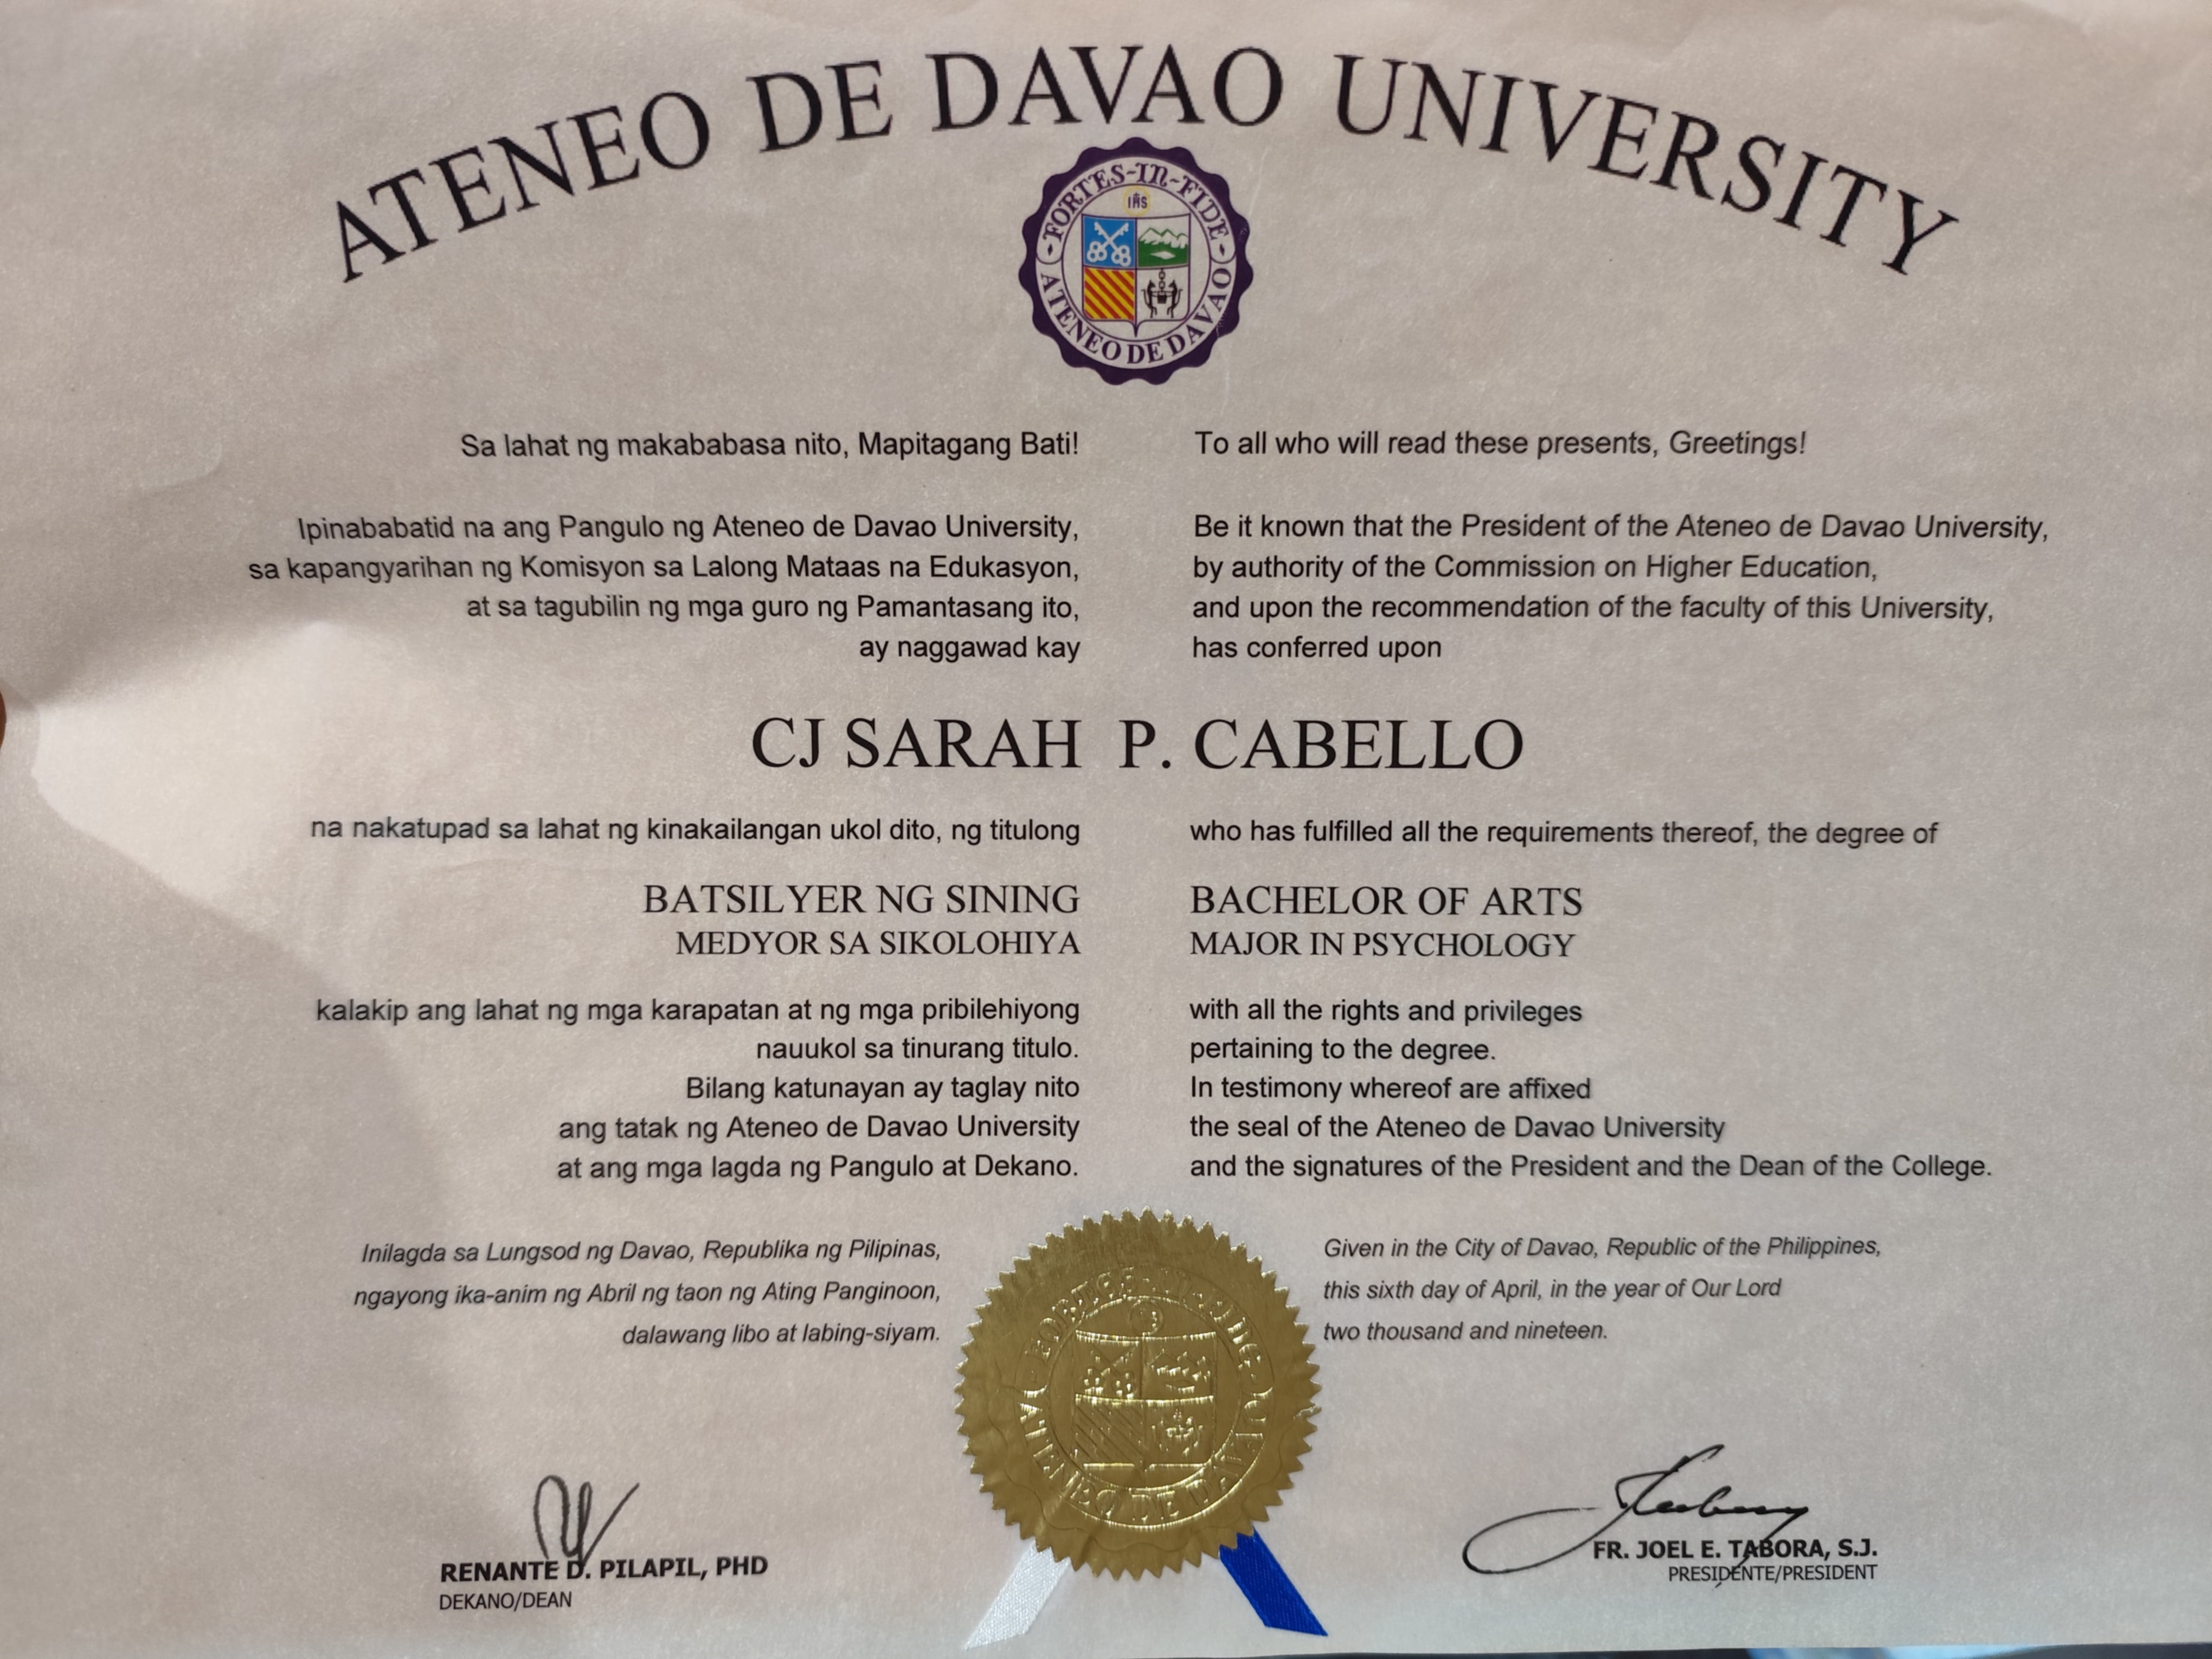 ATENEO DE DAVAO UNIVERSITY
FORTES-IN-FIDE
IHS
ATENEO DE DAVAO
Sa lahat ng makababasa nito, Mapitagang Bati!
Ipinababatid na ang Pangulo ng Ateneo de Davao University,
sa kapangyarihan ng Komisyon sa Lalong Mataas na Edukasyon,
at sa tagubilin ng mga guro ng Pamantasang ito,
ay naggawad kay
To all who will read these presents, Greetings!
Be it known that the President of the Ateneo de Davao University,
by authority of the Commission on Higher Education,
and upon the recommendation of the faculty of this University,
has conferred upon
CJ SARAH P. CABELLO
na nakatupad sa lahat ng kinakailangan ukol dito, ng titulong
BATSILYER NG SINING
MEDYOR SA SIKOLOHIYA
kalakip ang lahat ng mga karapatan at ng mga pribilehiyong
nauukol sa tinurang titulo.
Bilang katunayan ay taglay nito
ang tatak ng Ateneo de Davao University
at ang mga lagda ng Pangulo at Dekano.
who has fulfilled all the requirements thereof, the degree of
BACHELOR OF ARTS
MAJOR IN PSYCHOLOGY
with all the rights and privileges
pertaining to the degree.
In testimony whereof are affixed
the seal of the Ateneo de Davao University
and the signatures of the President and the Dean of the College.
Inilagda sa Lungsod ng Davao, Republika ng Pilipinas,
ngayong ika-anim ng Abril ng taon ng Ating Panginoon,
dalawang libo at labing-siyam.
Given in the City of Davao, Republic of the Philippines,
this sixth day of April, in the year of Our Lord
two thousand and nineteen.
FORTES-IN-FIDE
ATENEO DE DAVAO
RENANTE D. PILAPIL, PHD
DEKANO/DEAN
FR. JOEL E. TABORA, S.J.
PRESIDENTE/PRESIDENT